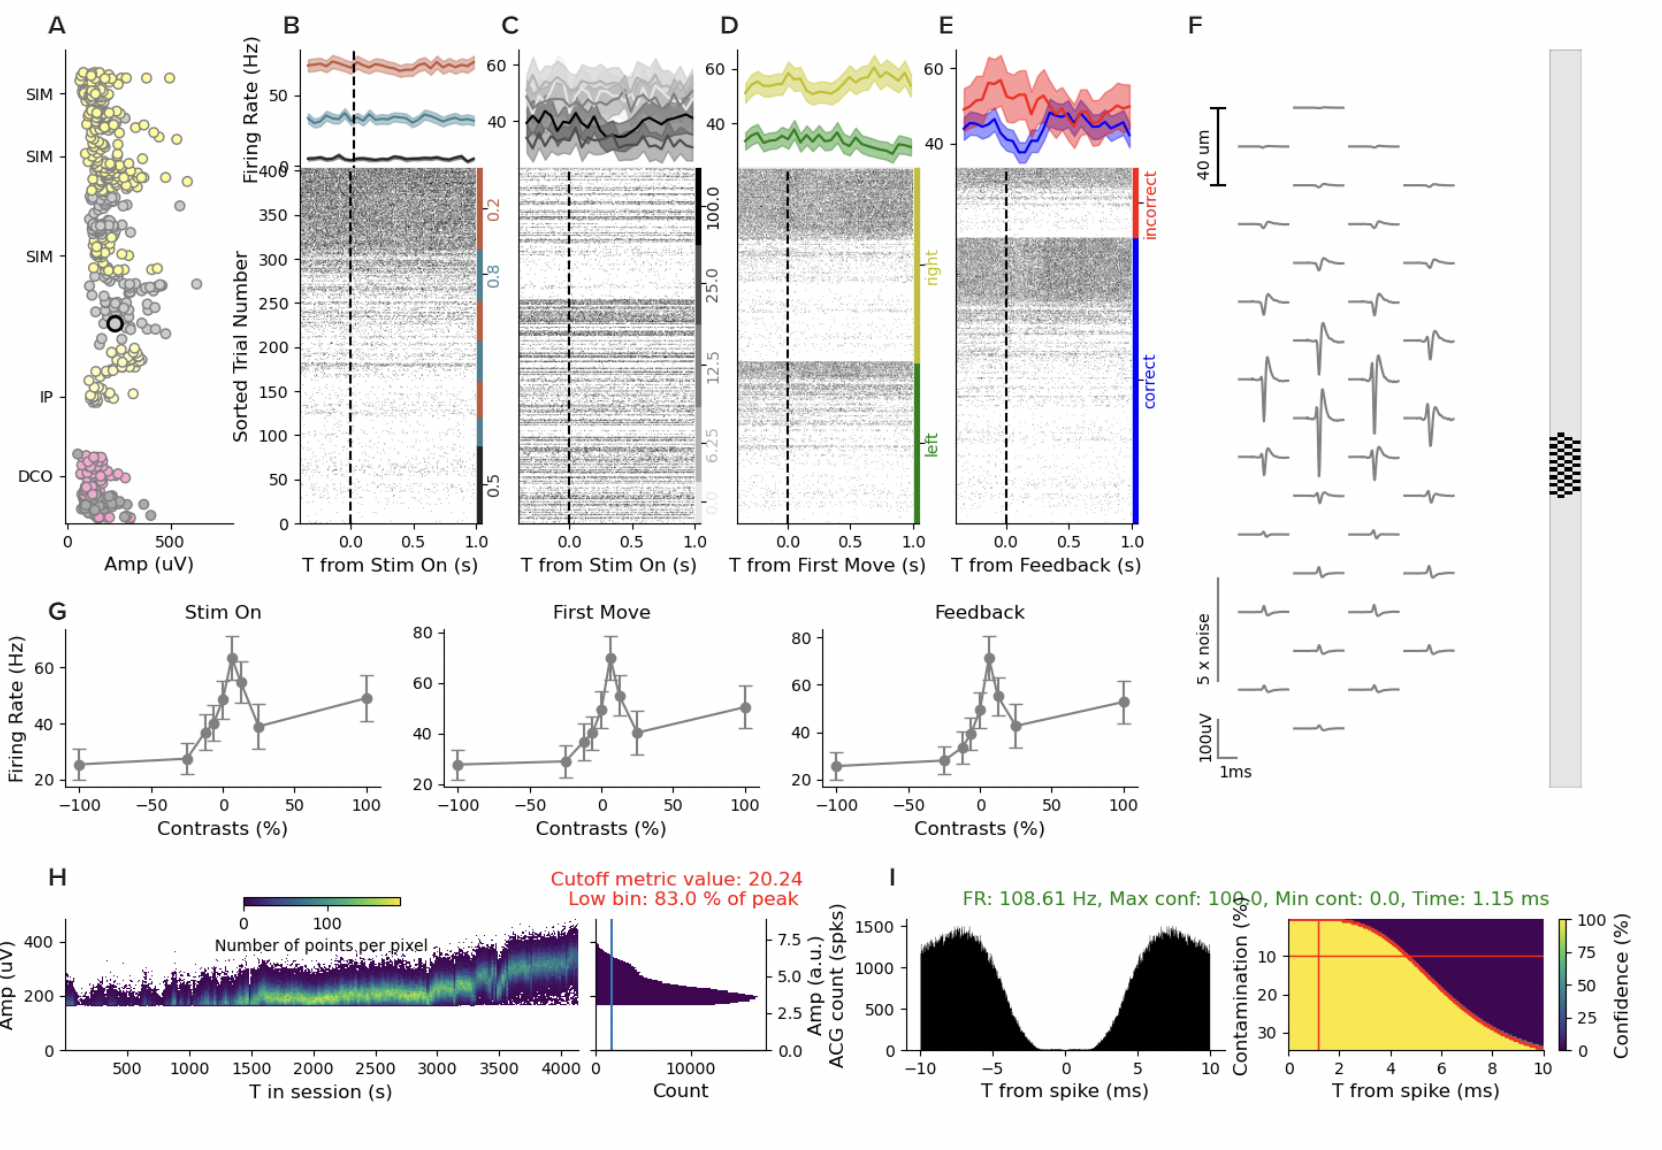 A
SIM
SIM
SIM
IP
DCO
0 500
Amp (uV)
B
Firing Rate (Hz)
50
0
Sorted Trial Number
400
350
300
250
200
150
100
50
0
0.2
0.8
0.5
0.0 0.5 1.0
T from Stim On (s)
C
60
40
100.0
25.0
12.5
6.25
0.0
0.0 0.5 1.0
T from Stim On (s)
D
60
40
right
left
0.0 0.5 1.0
T from First Move (s)
E
60
40
incorrect
correct
0.0 0.5 1.0
T from Feedback (s)
F
40 um
5 x noise
100uV
1ms
G
Stim On
Firing Rate (Hz)
60
40
20
−100 −50 0 50 100
Contrasts (%)
First Move
80
60
40
20
−100 −50 0 50 100
Contrasts (%)
Feedback
80
60
40
20
−100 −50 0 50 100
Contrasts (%)
H
0 100
Number of points per pixel
Amp (uV)
400
200
0
500 1000 1500 2000 2500 3000 3500 4000
T in session (s)
Cutoff metric value: 20.24
Low bin: 83.0 % of peak
7.5
5.0
2.5
0.0
Amp (a.u.)
0 10000
Count
I
FR: 108.61 Hz, Max conf: 100.0, Min cont: 0.0, Time: 1.15 ms
ACG count (spks)
1500
1000
500
0
−10 −5 0 5 10
T from spike (ms)
Contamination (%)
10
20
30
0 2 4 6 8 10
T from spike (ms)
100
75
50
25
0
Confidence (%)